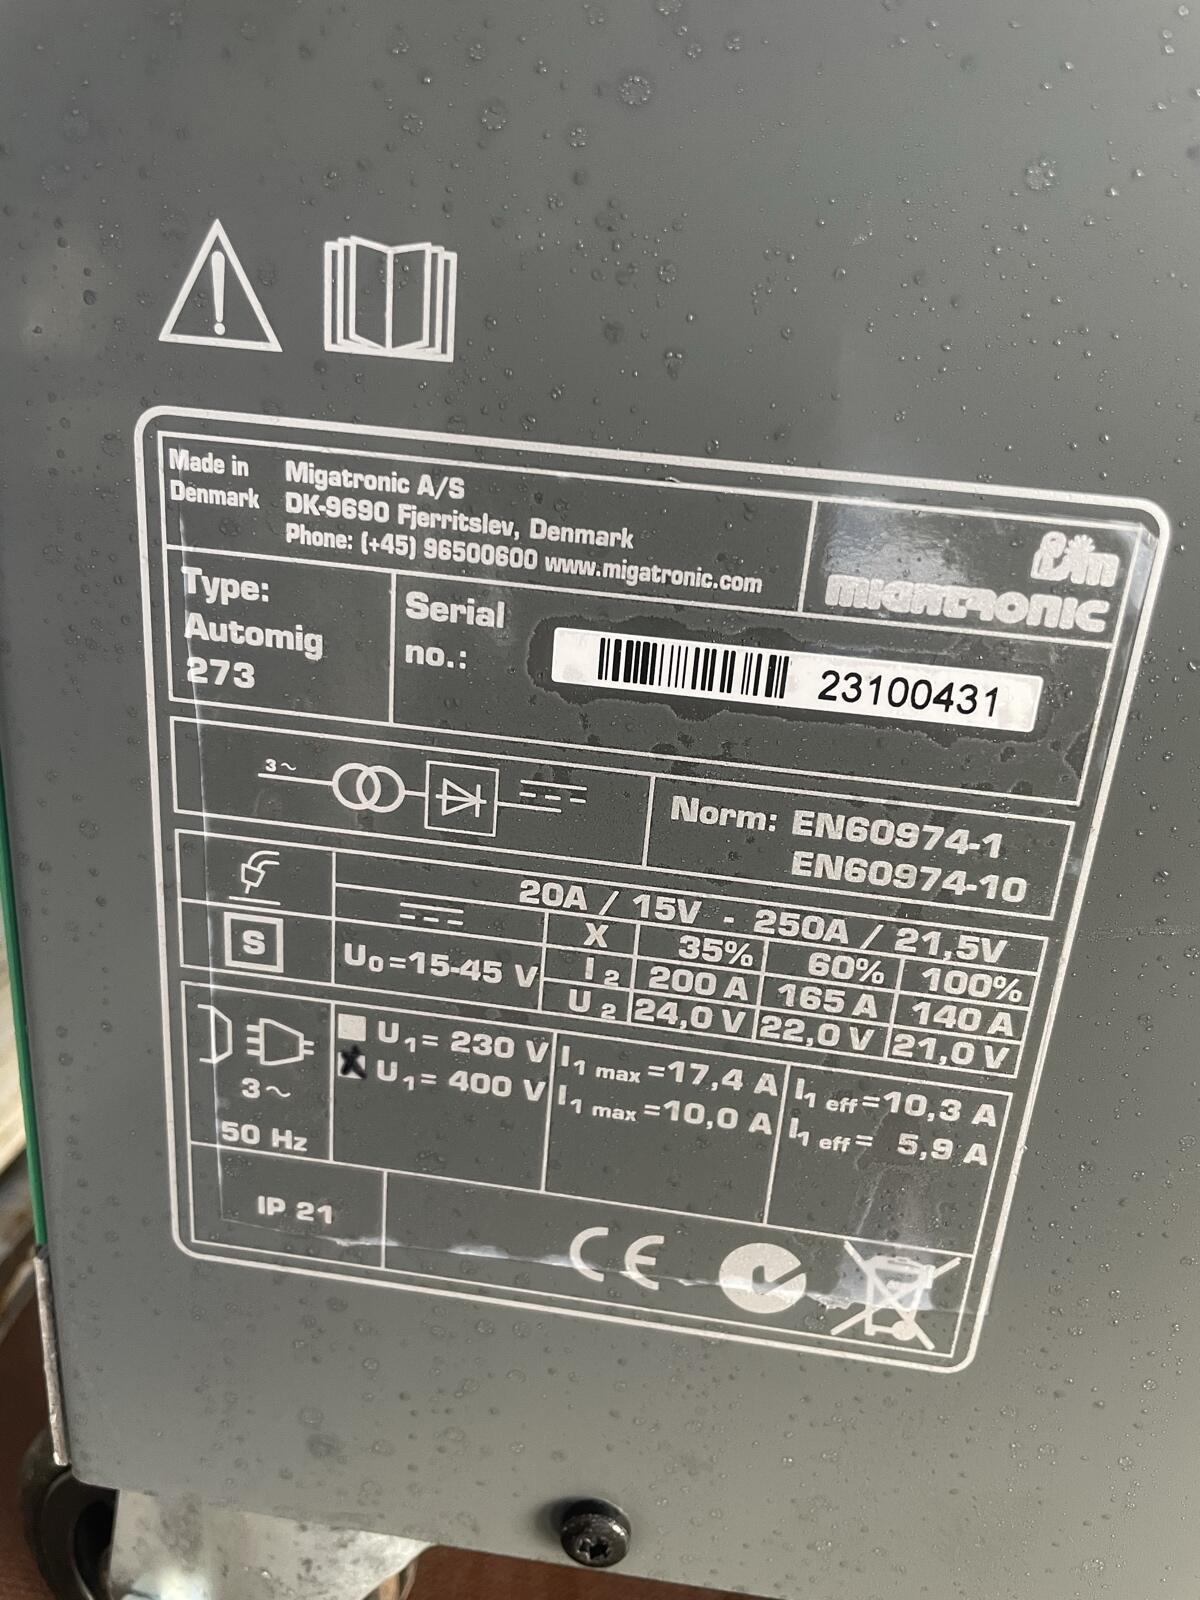 Made in Denmark
Migatronic A/S
DK-9690 Fjerritslev, Denmark
Phone: (+45) 96500600 www.migatronic.com
MIGATRONIC
Type:
Automig
273
Serial
no.:
23100431
3~
Norm: EN60974-1
EN60974-10
20A / 15V - 250A / 21,5V
S
U0=15-45 V
X 35% 60% 100%
I2 200 A 165 A 140 A
U2 24,0 V 22,0 V 21,0 V
3~
50 Hz
U1= 230 V I1 max=17,4 A I1 eff=10,3 A
X U1= 400 V I1 max=10,0 A I1 eff= 5,9 A
IP 21
CE